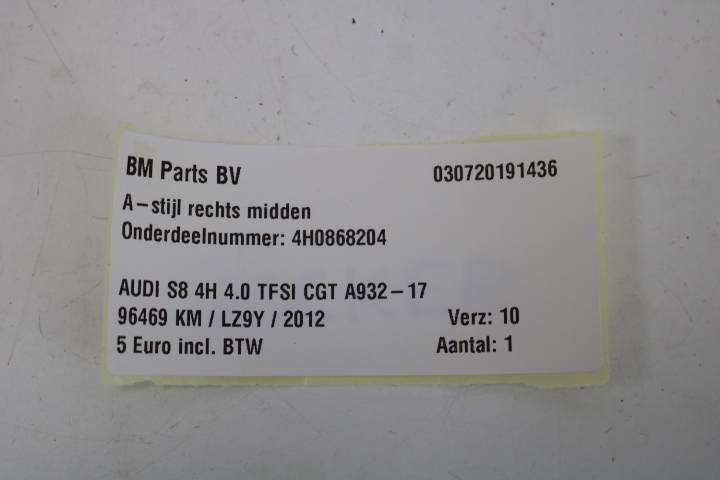 BM Parts BV 030720191436
A-stijl rechts midden
Onderdeelnummer: 4H0868204
AUDI S8 4H 4.0 TFSI CGT A932-17
96469 KM / LZ9Y / 2012 Verz: 10
5 Euro incl. BTW Aantal: 1